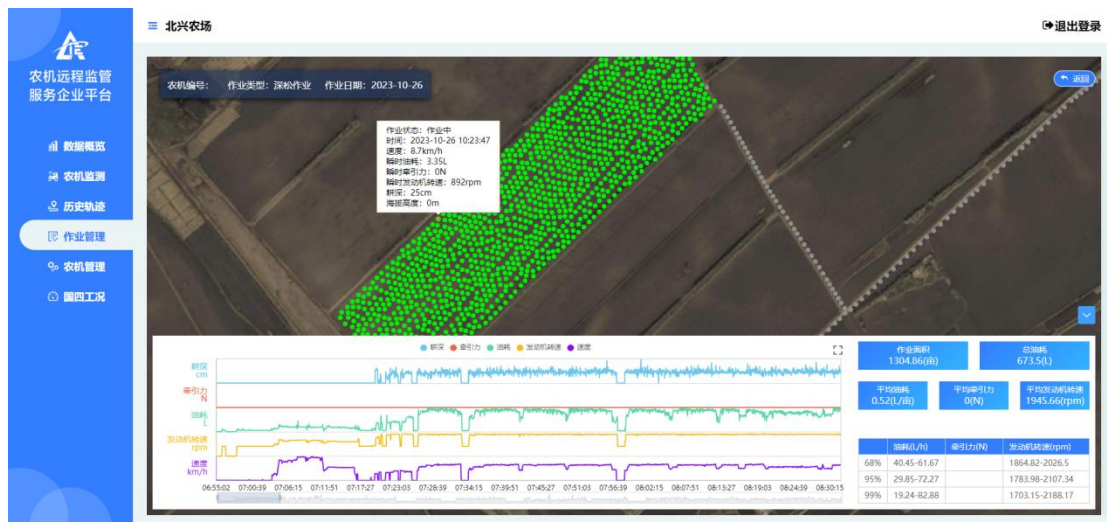 北兴农场
退出登录
农机远程监管
服务企业平台
数据概览
农机监测
历史轨迹
作业管理
农机管理
国四工况
农机编号： 作业类型：深松作业 作业日期：2023-10-26
返回
作业状态：作业中
时间：2023-10-26 10:23:47
速度：8.7km/h
瞬时油耗：3.35L
瞬时牵引力：0N
瞬时发动机转速：892rpm
耕深：25cm
海拔高度：0m
耕深 牵引力 油耗 发动机转速 速度
耕深
cm
牵引力
N
油耗
L
发动机转速
rpm
速度
km/h
06:55:02 07:00:39 07:06:15 07:11:51 07:17:27 07:23:03 07:28:39 07:34:15 07:39:51 07:45:27 07:51:03 07:56:39 08:02:15 08:07:51 08:13:27 08:19:03 08:24:39 08:30:15
作业面积
1304.86(亩)
总油耗
673.5(L)
平均油耗
0.52(L/亩)
平均牵引力
0(N)
平均发动机转速
1945.66(rpm)
油耗(L/h) 牵引力(N) 发动机转速(rpm)
68% 40.45-61.67 1864.82-2026.5
95% 29.85-72.27 1783.98-2107.34
99% 19.24-82.88 1703.15-2188.17